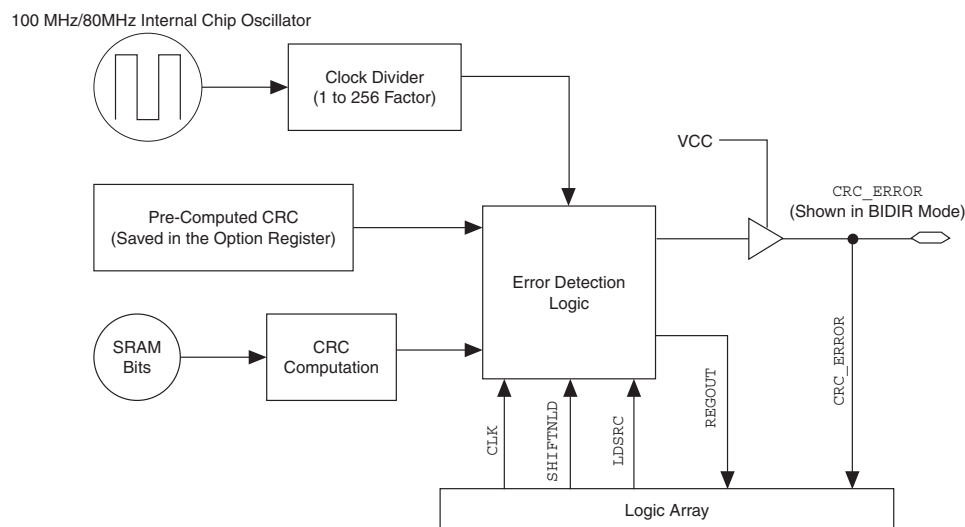 100 MHz/80MHz Internal Chip Oscillator
Clock Divider
(1 to 256 Factor)
VCC
CRC_ERROR
(Shown in BIDIR Mode)
Pre-Computed CRC
(Saved in the Option Register)
Error Detection
Logic
SRAM
Bits
CRC
Computation
CLK
SHIFTNLD
LDSRC
REGOUT
CRC_ERROR
Logic Array